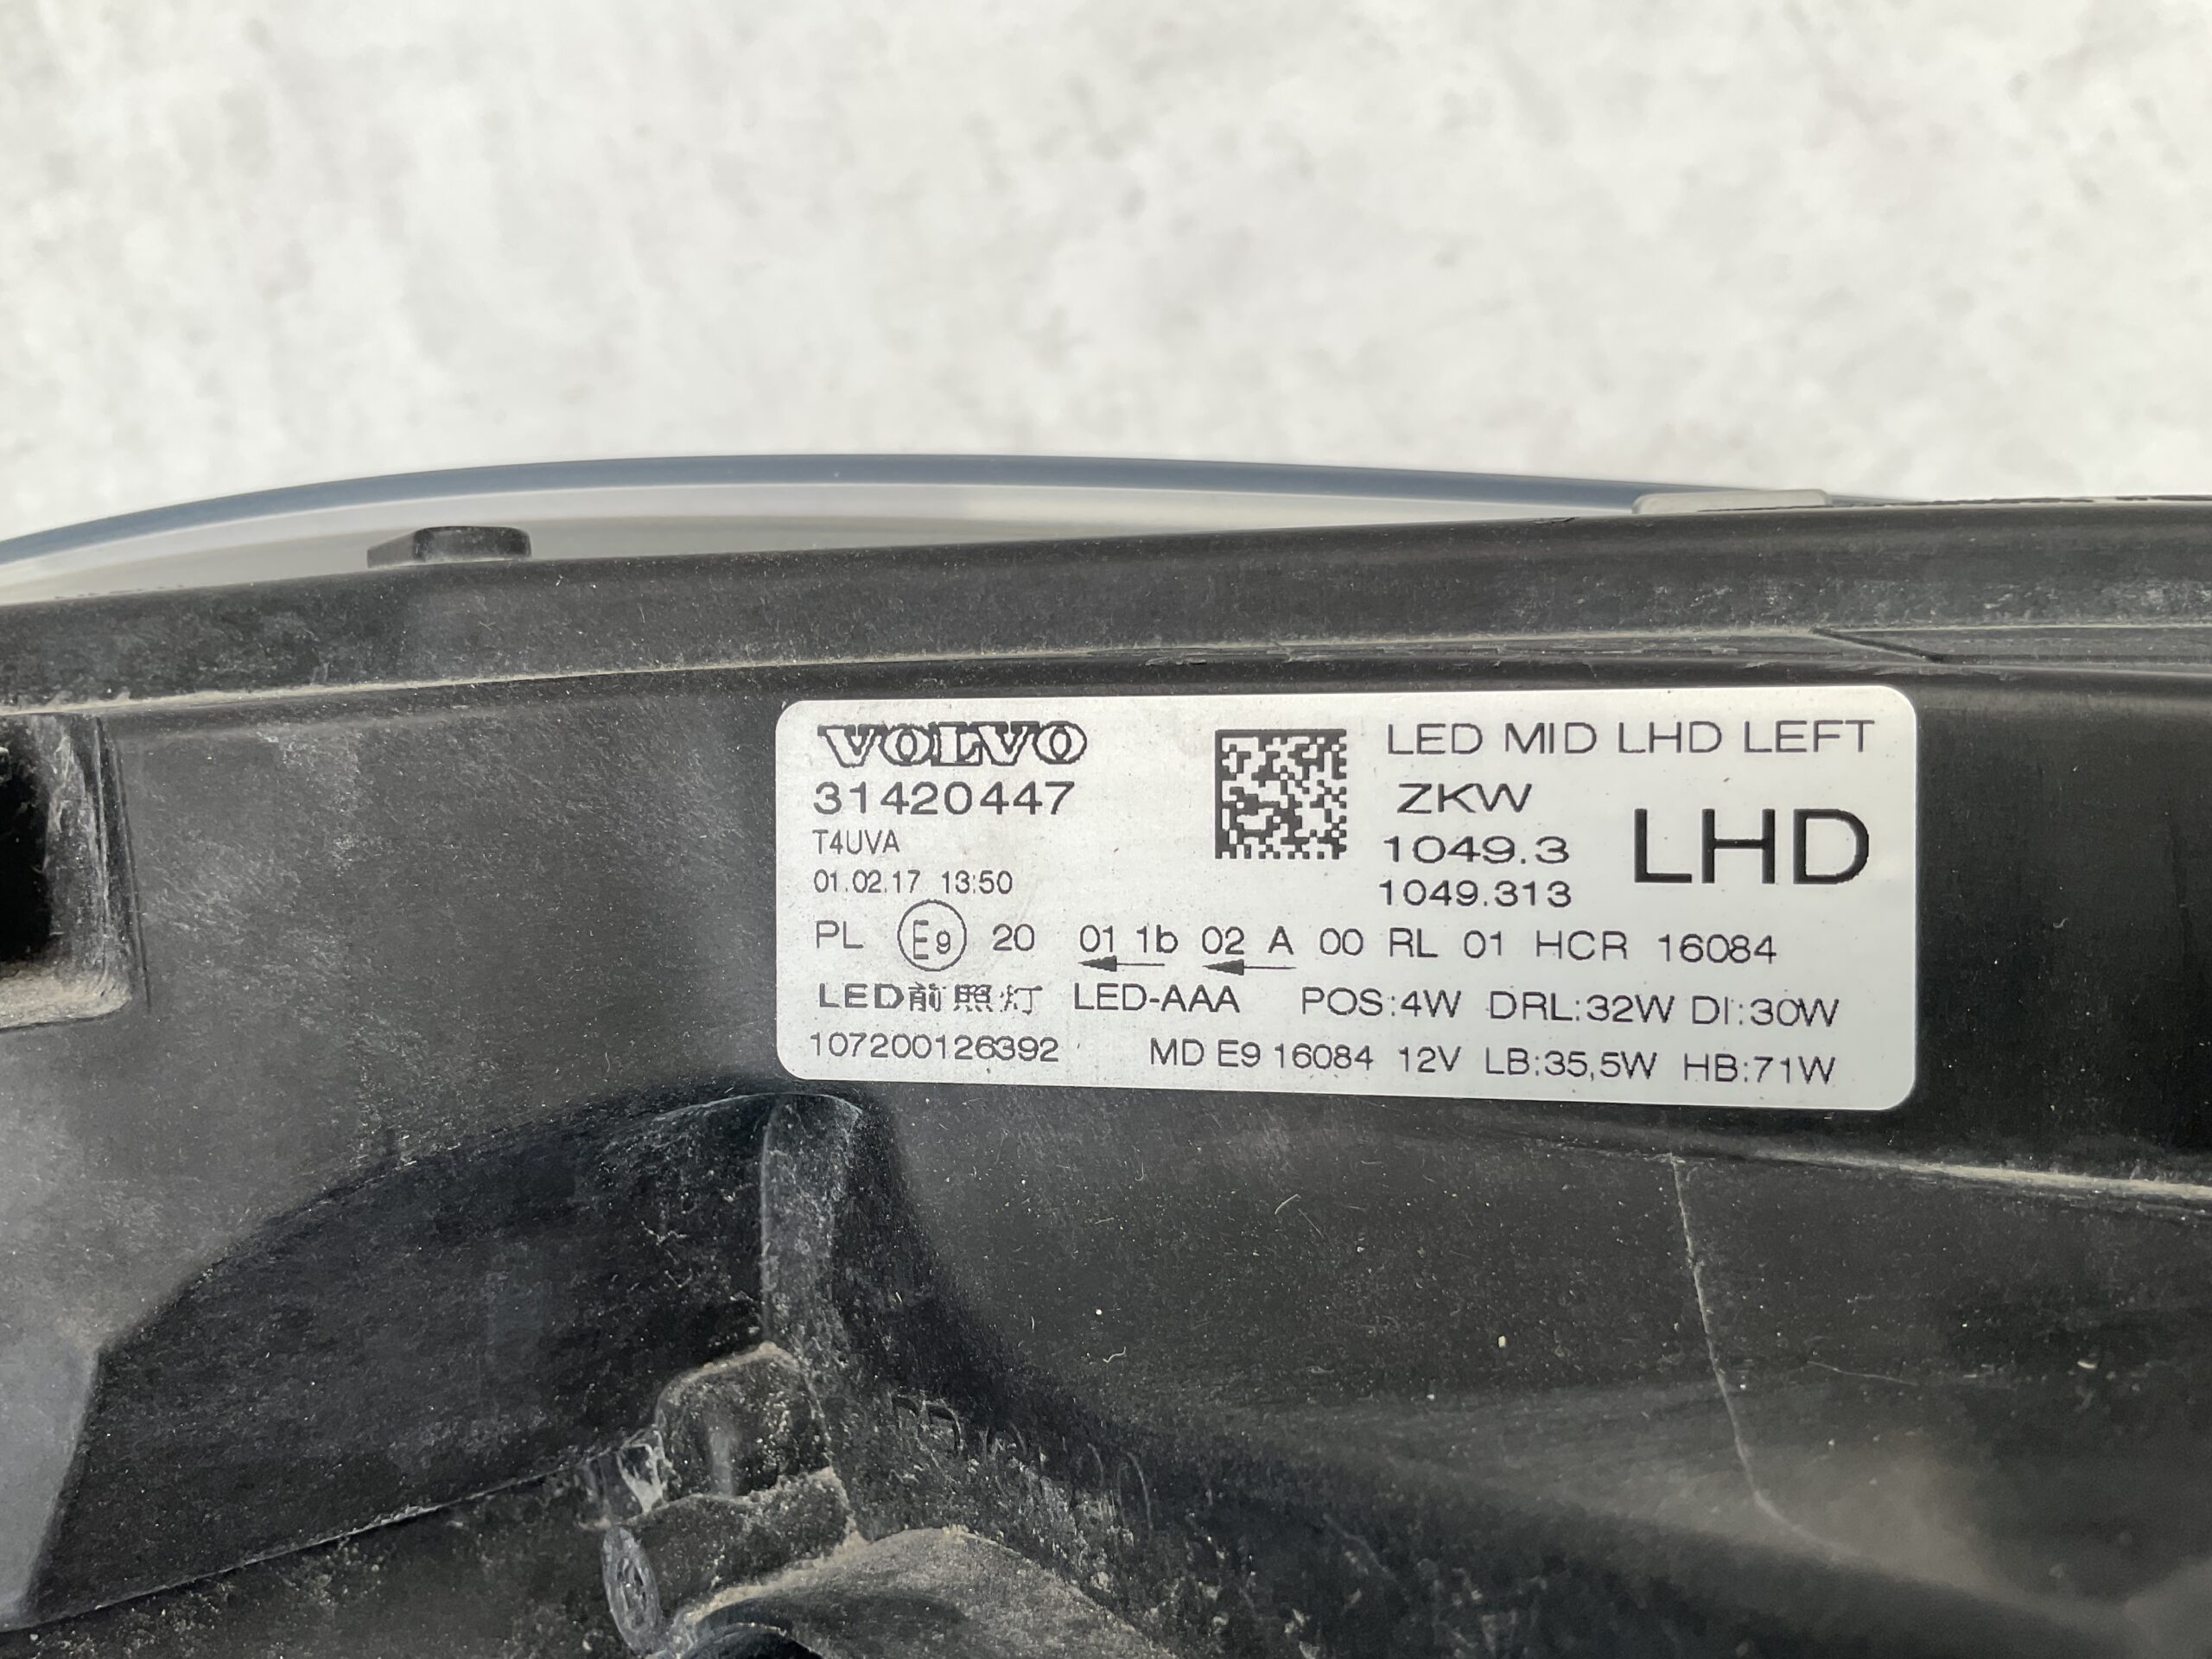 VOLVO
31420447
T4UVA
01.02.17 13:50
LED MID LHD LEFT
ZKW
1049.3
1049.313
LHD
PL E9 20 01 1b 02 A 00 RL 01 HCR 16084
LED前照灯 LED-AAA POS:4W DRL:32W DI:30W
107200126392 MD E9 16084 12V LB:35,5W HB:71W